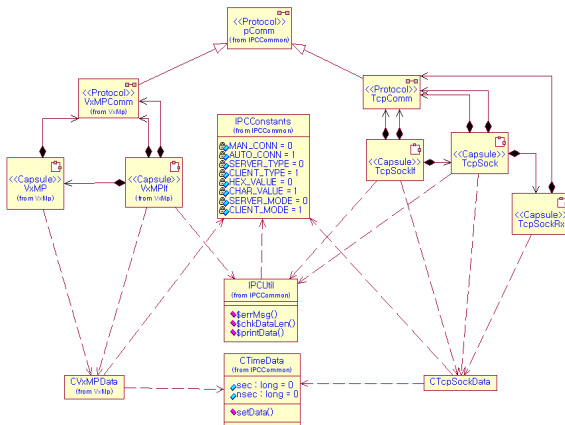 <<Protocol>>
pComm
(from IPCCommon)
<<Protocol>>
VxMPComm
(from VxMp)
<<Protocol>>
TcpComm
(from IPCCommon)
IPCConstants
(from IPCCommon)
MAN_CONN = 0
AUTO_CONN = 1
SERVER_TYPE = 0
CLIENT_TYPE = 1
HEX_VALUE = 0
CHAR_VALUE = 1
SERVER_MODE = 0
CLIENT_MODE = 1
<<Capsule>>
VxMP
(from VxMp)
<<Capsule>>
VxMPIf
(from VxMp)
<<Capsule>>
TcpSockIf
<<Capsule>>
TcpSock
<<Capsule>>
TcpSockRx
IPCUtil
(from IPCCommon)
$errMsg()
$chkDataLen()
$printData()
CVxMPData
(from VxMp)
CTimeData
(from IPCCommon)
sec : long = 0
nsec : long = 0
setData()
CTcpSockData